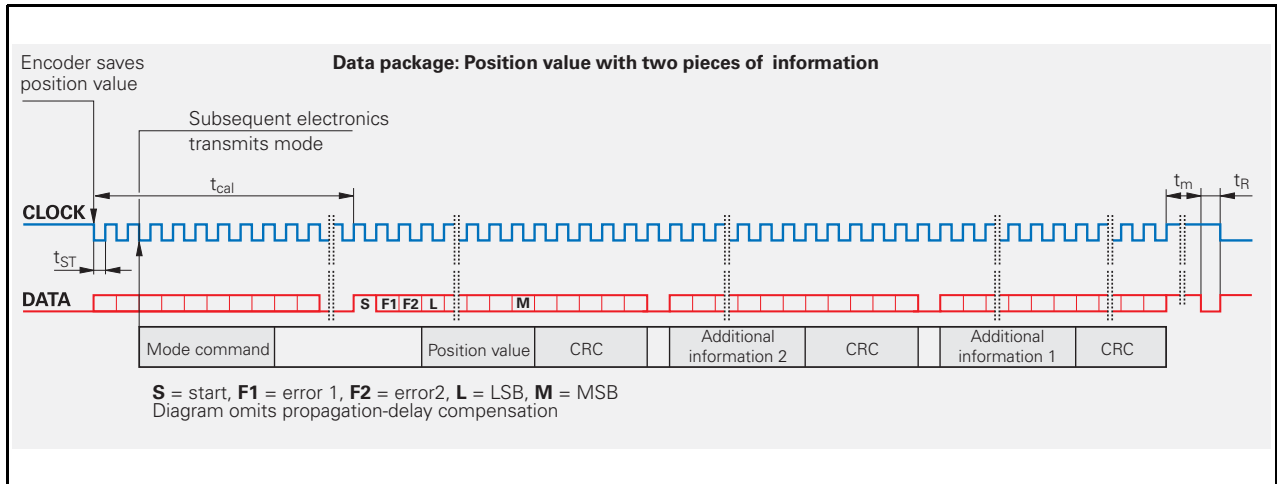 Encoder saves
position value
Data package: Position value with two pieces of information
Subsequent electronics
transmits mode
tcal
tm
tR
CLOCK
tST
DATA
S F1 F2 L M
Mode command
Position value
CRC
Additional
information 2
CRC
Additional
information 1
CRC
S = start, F1 = error 1, F2 = error2, L = LSB, M = MSB
Diagram omits propagation-delay compensation